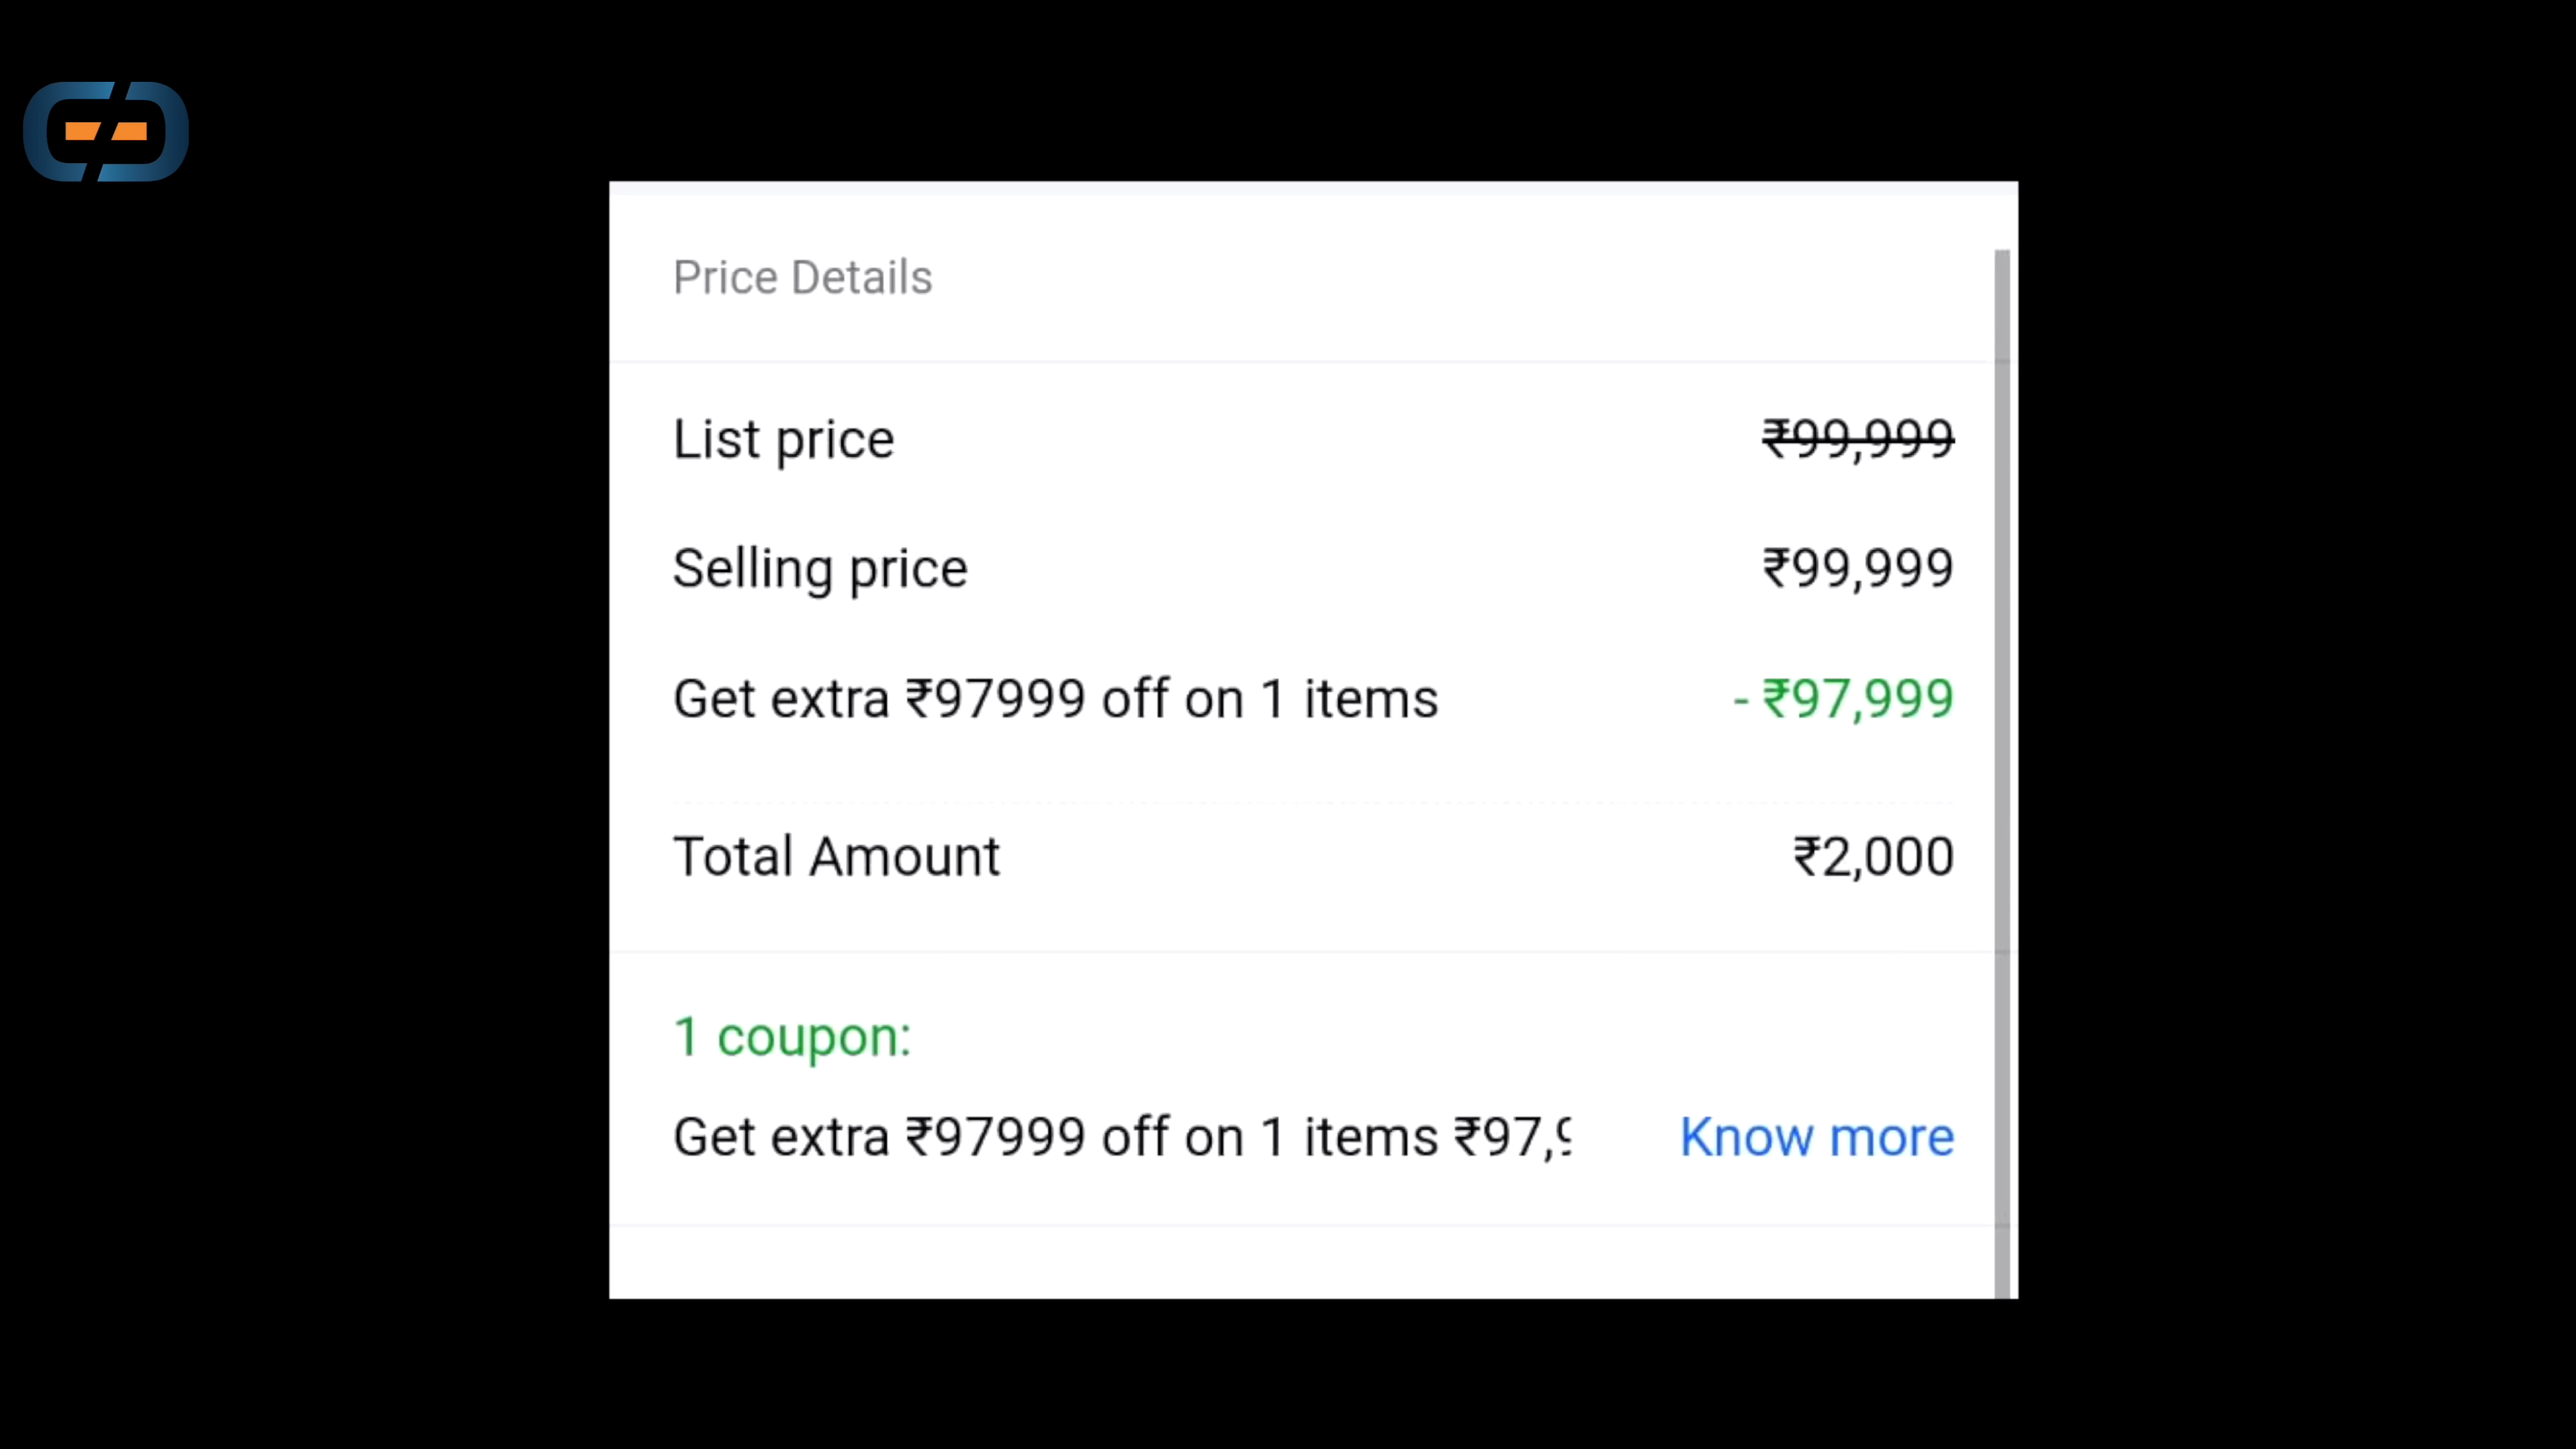 Price Details
List price ₹99,999
Selling price ₹99,999
Get extra ₹97999 off on 1 items - ₹97,999
Total Amount ₹2,000
1 coupon:
Get extra ₹97999 off on 1 items ₹97,9 Know more